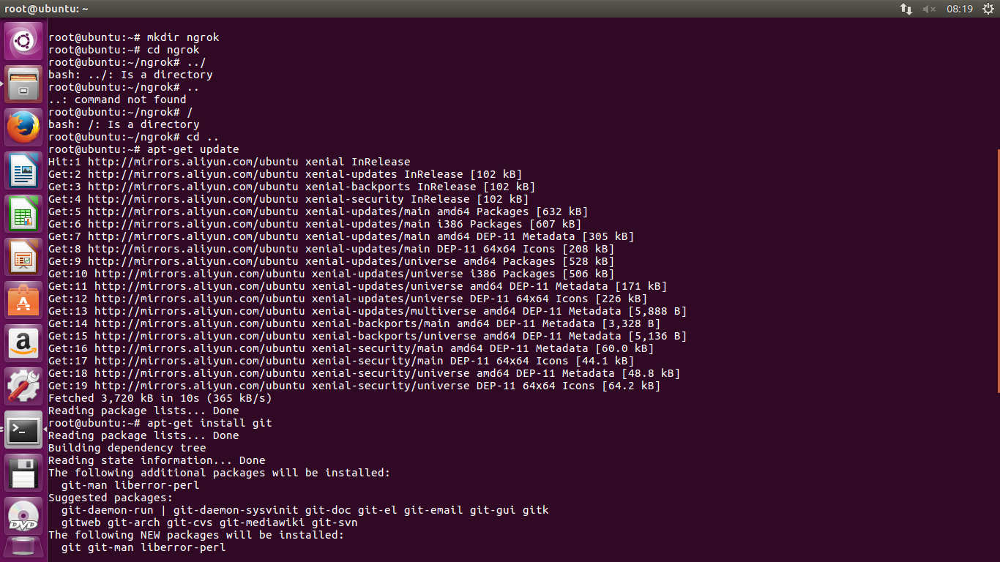 root@ubuntu: ~
08:19
root@ubuntu:~# mkdir ngrok
root@ubuntu:~# cd ngrok
root@ubuntu:~/ngrok# ../
bash: ../: Is a directory
root@ubuntu:~/ngrok# ..
..: command not found
root@ubuntu:~/ngrok# /
bash: /: Is a directory
root@ubuntu:~/ngrok# cd ..
root@ubuntu:~# apt-get update
Hit:1 http://mirrors.aliyun.com/ubuntu xenial InRelease
Get:2 http://mirrors.aliyun.com/ubuntu xenial-updates InRelease [102 kB]
Get:3 http://mirrors.aliyun.com/ubuntu xenial-backports InRelease [102 kB]
Get:4 http://mirrors.aliyun.com/ubuntu xenial-security InRelease [102 kB]
Get:5 http://mirrors.aliyun.com/ubuntu xenial-updates/main amd64 Packages [632 kB]
Get:6 http://mirrors.aliyun.com/ubuntu xenial-updates/main i386 Packages [607 kB]
Get:7 http://mirrors.aliyun.com/ubuntu xenial-updates/main amd64 DEP-11 Metadata [305 kB]
Get:8 http://mirrors.aliyun.com/ubuntu xenial-updates/main DEP-11 64x64 Icons [208 kB]
Get:9 http://mirrors.aliyun.com/ubuntu xenial-updates/universe amd64 Packages [528 kB]
Get:10 http://mirrors.aliyun.com/ubuntu xenial-updates/universe i386 Packages [506 kB]
Get:11 http://mirrors.aliyun.com/ubuntu xenial-updates/universe amd64 DEP-11 Metadata [171 kB]
Get:12 http://mirrors.aliyun.com/ubuntu xenial-updates/universe DEP-11 64x64 Icons [226 kB]
Get:13 http://mirrors.aliyun.com/ubuntu xenial-updates/multiverse amd64 DEP-11 Metadata [5,888 B]
Get:14 http://mirrors.aliyun.com/ubuntu xenial-backports/main amd64 DEP-11 Metadata [3,328 B]
Get:15 http://mirrors.aliyun.com/ubuntu xenial-backports/universe amd64 DEP-11 Metadata [5,136 B]
Get:16 http://mirrors.aliyun.com/ubuntu xenial-security/main amd64 DEP-11 Metadata [60.0 kB]
Get:17 http://mirrors.aliyun.com/ubuntu xenial-security/main DEP-11 64x64 Icons [44.1 kB]
Get:18 http://mirrors.aliyun.com/ubuntu xenial-security/universe amd64 DEP-11 Metadata [48.8 kB]
Get:19 http://mirrors.aliyun.com/ubuntu xenial-security/universe DEP-11 64x64 Icons [64.2 kB]
Fetched 3,720 kB in 10s (365 kB/s)
Reading package lists... Done
root@ubuntu:~# apt-get install git
Reading package lists... Done
Building dependency tree
Reading state information... Done
The following additional packages will be installed:
  git-man liberror-perl
Suggested packages:
  git-daemon-run | git-daemon-sysvinit git-doc git-el git-email git-gui gitk
  gitweb git-arch git-cvs git-mediawiki git-svn
The following NEW packages will be installed:
  git git-man liberror-perl
a
>_
DVD